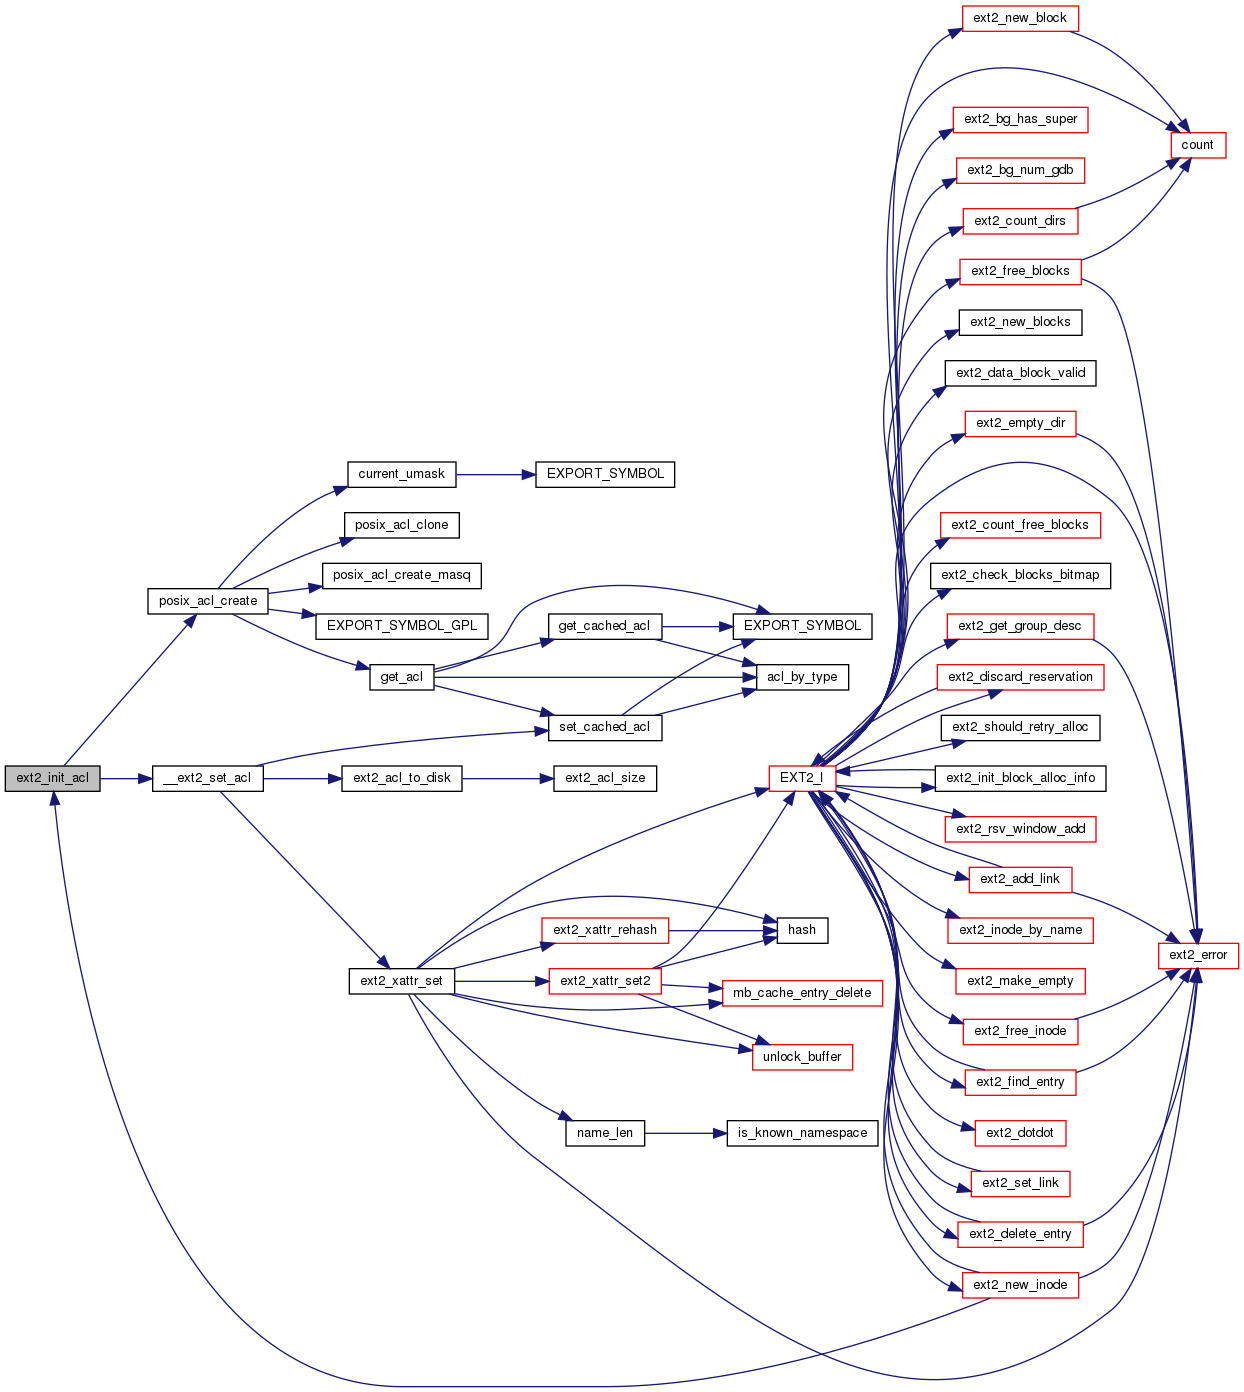 ext2_new_block
count
ext2_bg_has_super
ext2_bg_num_gdb
ext2_count_dirs
ext2_free_blocks
ext2_new_blocks
ext2_data_block_valid
ext2_empty_dir
current_umask
EXPORT_SYMBOL
posix_acl_clone
ext2_count_free_blocks
posix_acl_create_masq
ext2_check_blocks_bitmap
posix_acl_create
EXPORT_SYMBOL_GPL
get_cached_acl
EXPORT_SYMBOL
ext2_get_group_desc
get_acl
acl_by_type
ext2_discard_reservation
set_cached_acl
ext2_should_retry_alloc
ext2_init_acl
__ext2_set_acl
ext2_acl_to_disk
ext2_acl_size
EXT2_I
ext2_init_block_alloc_info
ext2_rsv_window_add
ext2_add_link
ext2_xattr_rehash
hash
ext2_inode_by_name
ext2_error
ext2_xattr_set
ext2_xattr_set2
ext2_make_empty
mb_cache_entry_delete
ext2_free_inode
unlock_buffer
ext2_find_entry
name_len
is_known_namespace
ext2_dotdot
ext2_set_link
ext2_delete_entry
ext2_new_inode